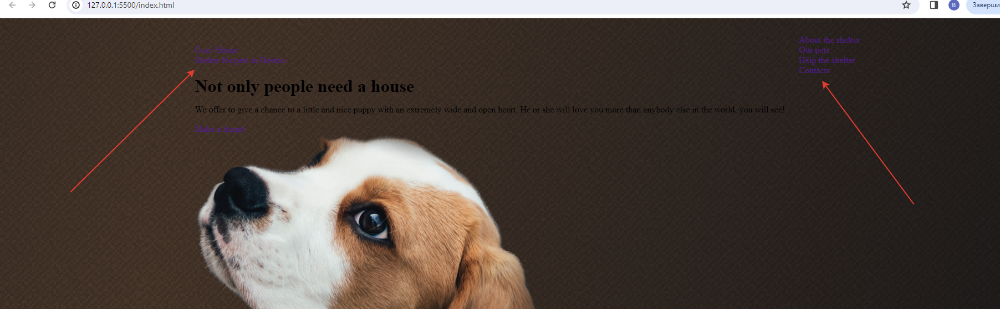 127.0.0.1:5500/index.html
B
Заверши
Cozy House
Shelter for pets in Boston
About the shelter
Our pets
Help the shelter
Contacts
Not only people need a house
We offer to give a chance to a little and nice puppy with an extremely wide and open heart. He or she will love you more than anybody else in the world, you will see!
Make a friend